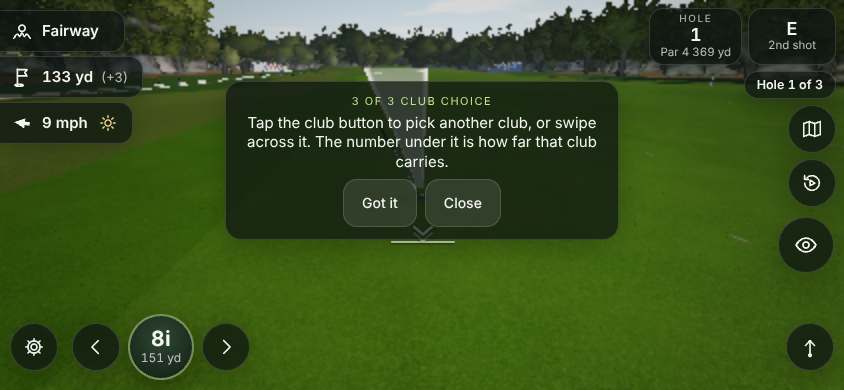 Fairway
133 yd (+3)
9 mph
HOLE
1
Par 4 369 yd
E
2nd shot
Hole 1 of 3
3 OF 3 CLUB CHOICE
Tap the club button to pick another club, or swipe
across it. The number under it is how far that club
carries.
Got it
Close
8i
151 yd